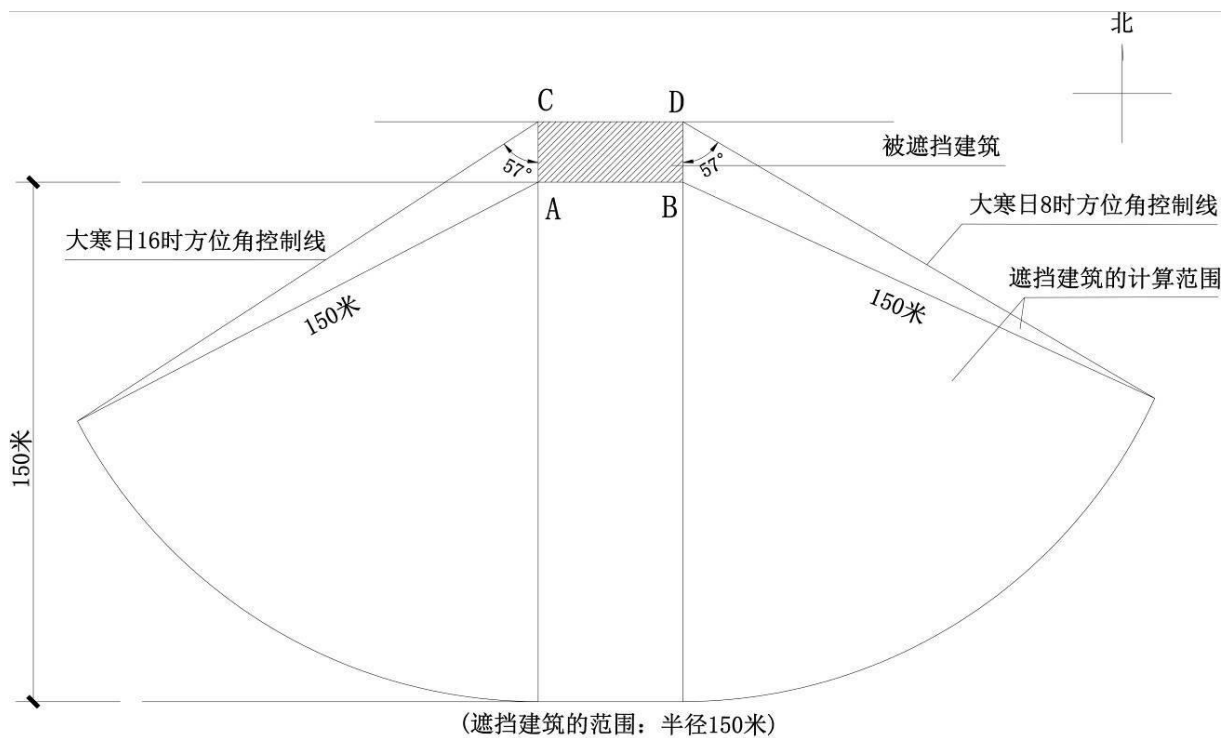 北
C
D
被遮挡建筑
57°
57°
A
B
大寒日8时方位角控制线
大寒日16时方位角控制线
遮挡建筑的计算范围
150米
150米
150米
(遮挡建筑的范围：半径150米)